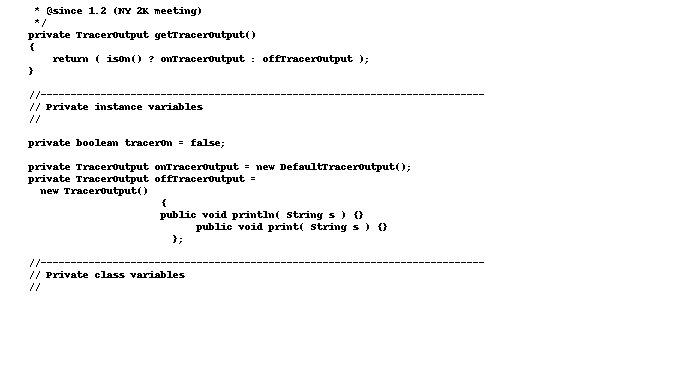 * @since 1.2 (NY 2K meeting)
 */
private TracerOutput getTracerOutput()
{
    return ( isOn() ? onTracerOutput : offTracerOutput );
}
//--------------------------------------------------------------------------
// Private instance variables
//
private boolean tracerOn = false;
private TracerOutput onTracerOutput = new DefaultTracerOutput();
private TracerOutput offTracerOutput =
  new TracerOutput()
                      {
                      public void println( String s ) {}
                            public void print( String s ) {}
                        };
//--------------------------------------------------------------------------
// Private class variables
//